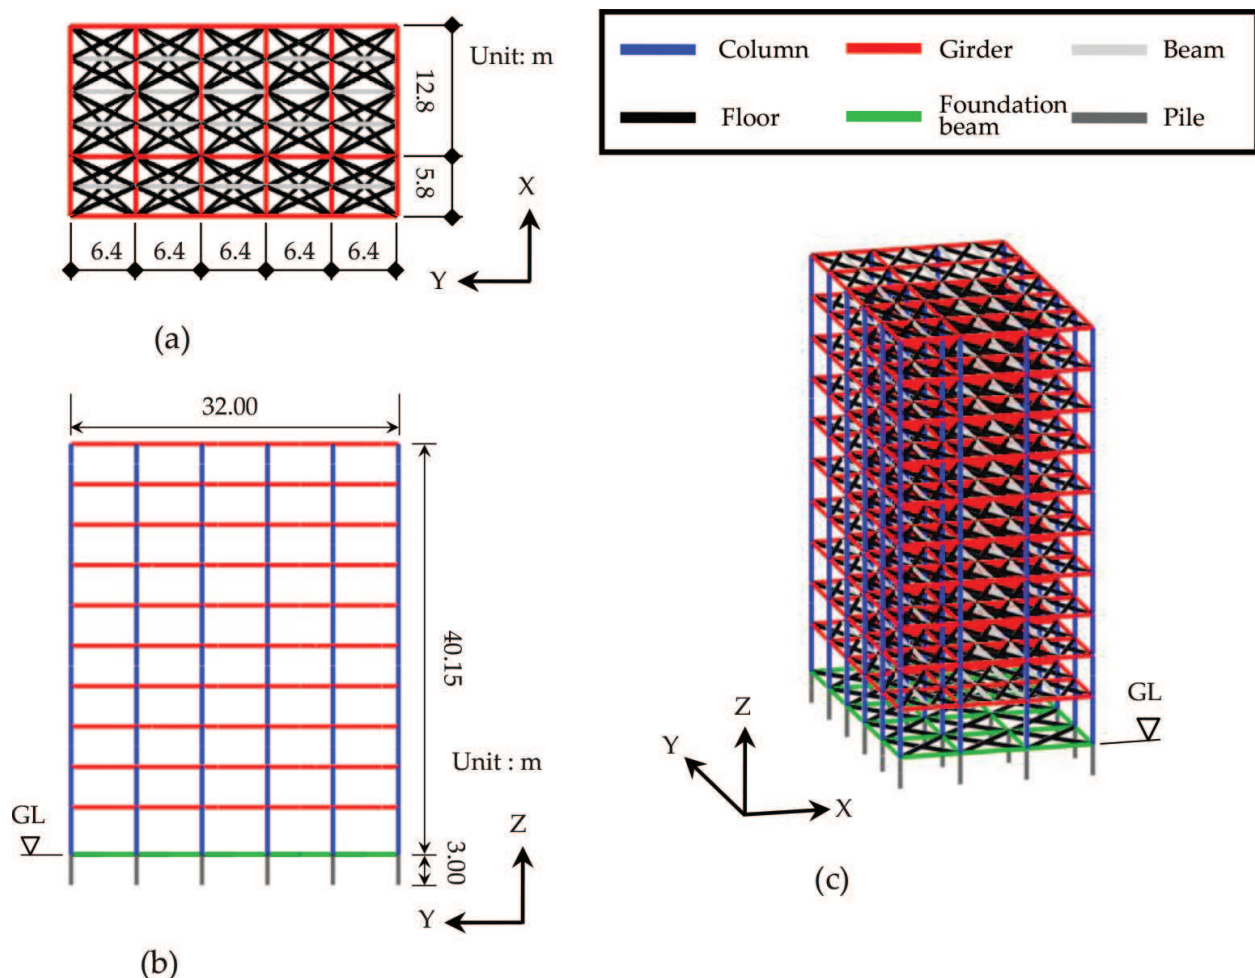 Unit: m
12.8
5.8
X
6.4 6.4 6.4 6.4 6.4
Y
(a)
Column Girder Beam
Floor Foundation beam Pile
32.00
40.15
Unit : m
GL
3.00
Z
Y
(b)
GL
Z
Y
X
(c)